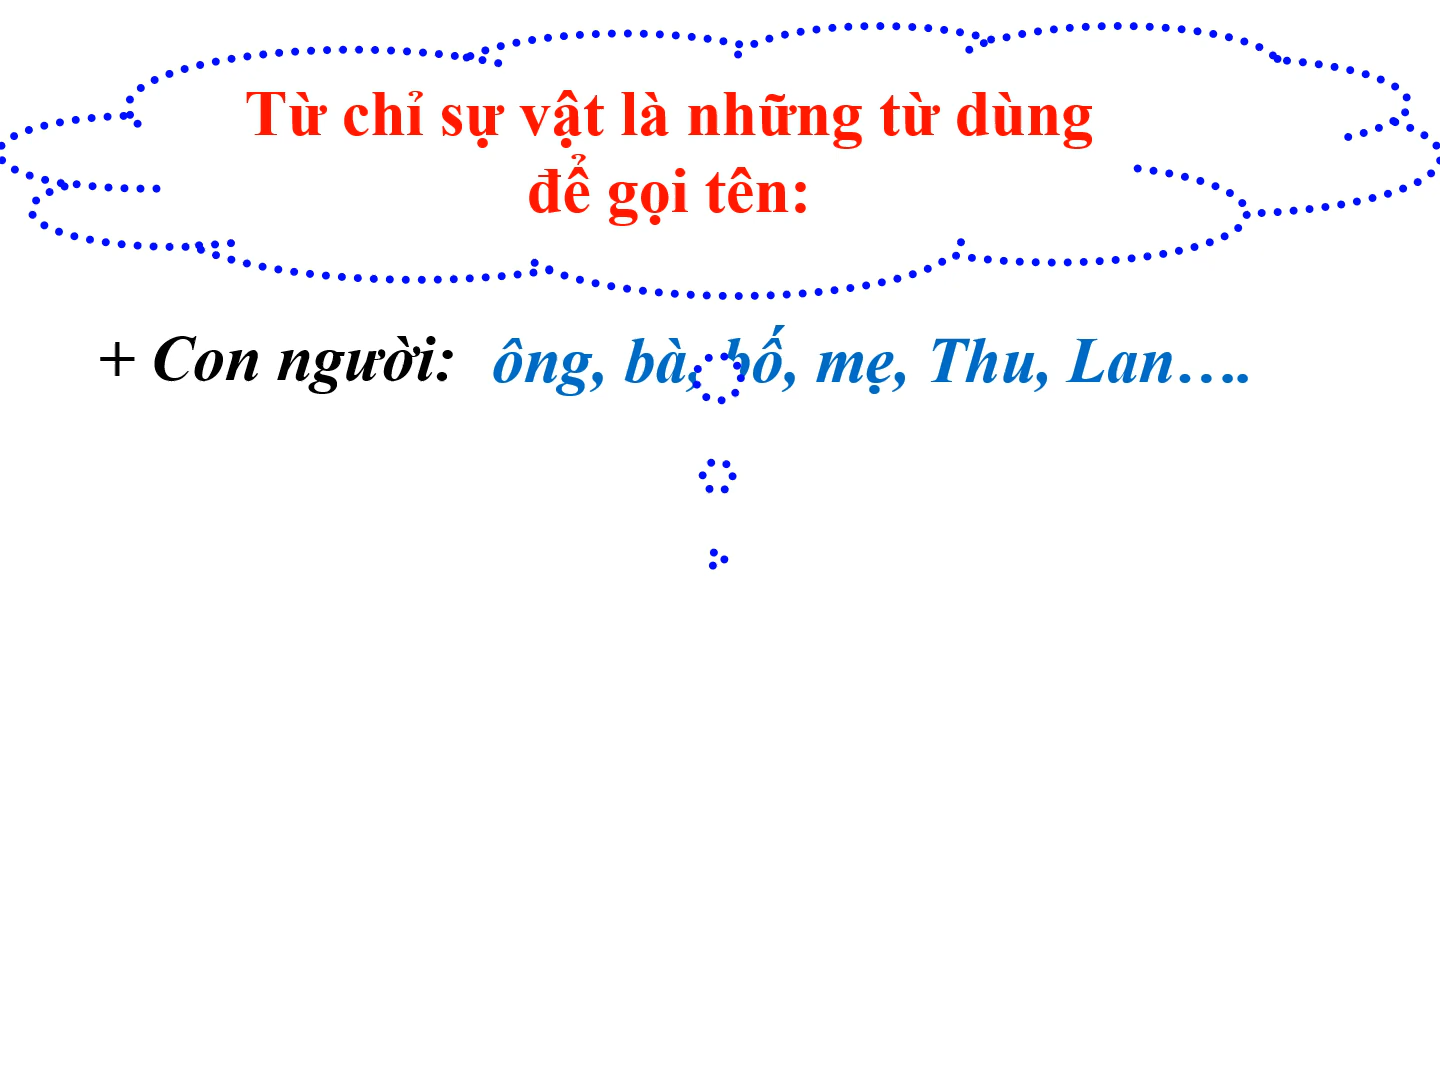 Từ chỉ sự vật là những từ dùng
để gọi tên:
+ Con người: ông, bà, bố, mẹ, Thu, Lan….